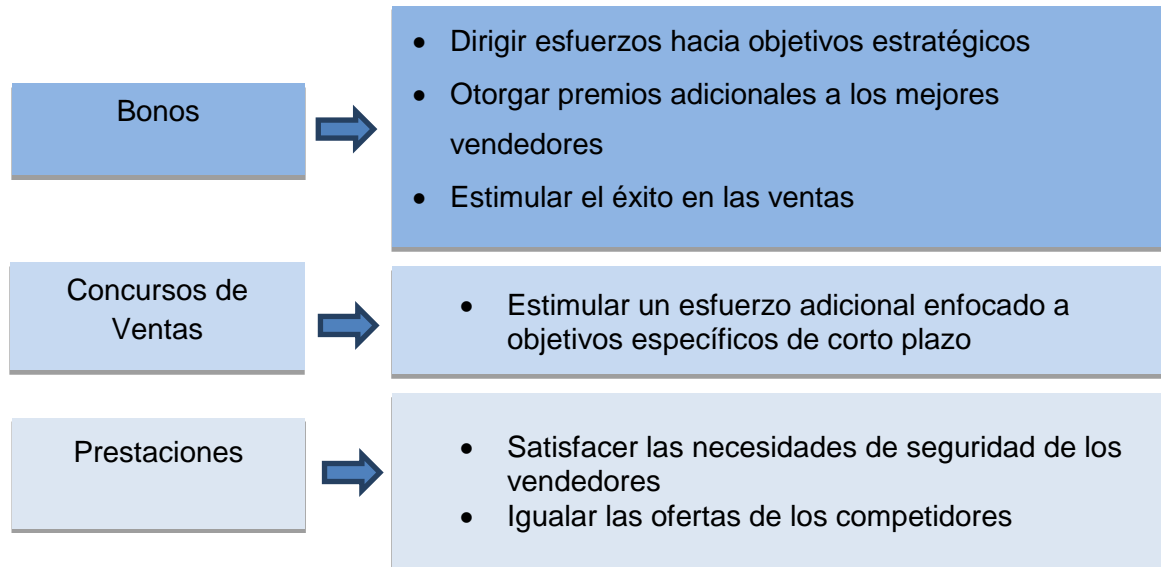 Bonos
• Dirigir esfuerzos hacia objetivos estratégicos
• Otorgar premios adicionales a los mejores
vendedores
• Estimular el éxito en las ventas
Concursos de
Ventas
• Estimular un esfuerzo adicional enfocado a
objetivos específicos de corto plazo
Prestaciones
• Satisfacer las necesidades de seguridad de los
vendedores
• Igualar las ofertas de los competidores